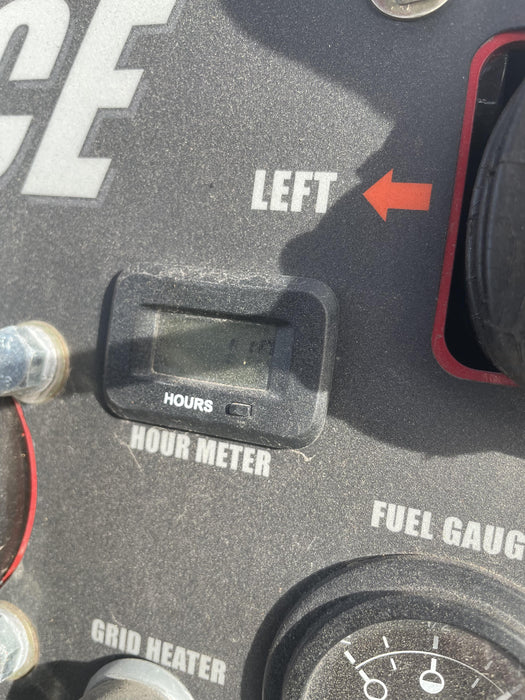 CE
LEFT
HOURS
HOUR METER
FUEL GAUG
GRID HEATER